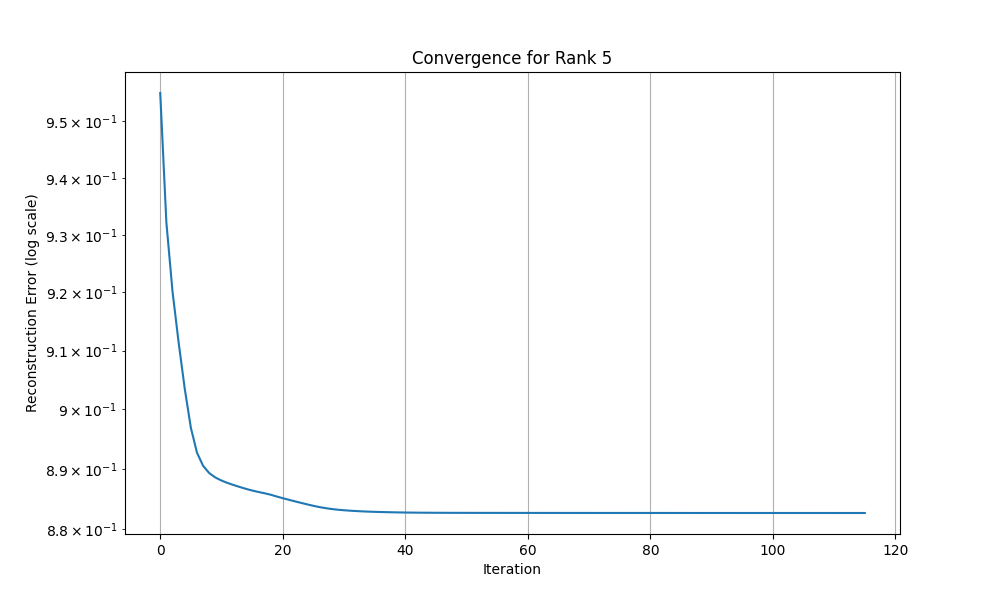 Convergence for Rank 5
Reconstruction Error (log scale)
9.5 × 10⁻¹
9.4 × 10⁻¹
9.3 × 10⁻¹
9.2 × 10⁻¹
9.1 × 10⁻¹
9 × 10⁻¹
8.9 × 10⁻¹
8.8 × 10⁻¹
0 20 40 60 80 100 120
Iteration